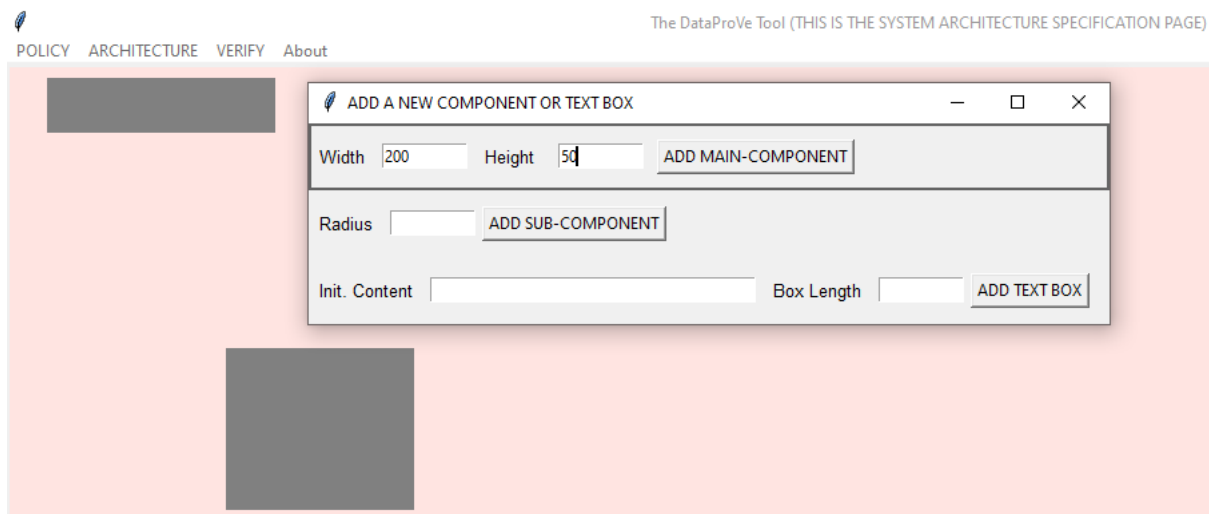 The DataProVe Tool (THIS IS THE SYSTEM ARCHITECTURE SPECIFICATION PAGE)
POLICY ARCHITECTURE VERIFY About
ADD A NEW COMPONENT OR TEXT BOX
Width 200 Height 50 ADD MAIN-COMPONENT
Radius ADD SUB-COMPONENT
Init. Content Box Length ADD TEXT BOX